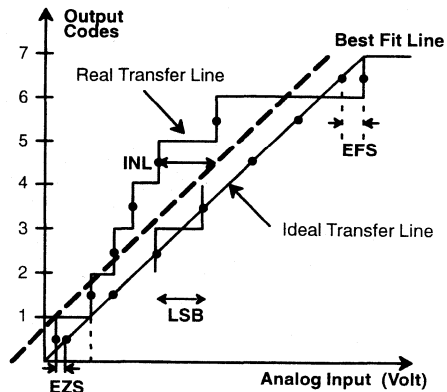 Output
Codes
7
Best Fit Line
Real Transfer Line
6
5
INL
EFS
4
3
Ideal Transfer Line
2
LSB
1
EZS
Analog Input (Volt)